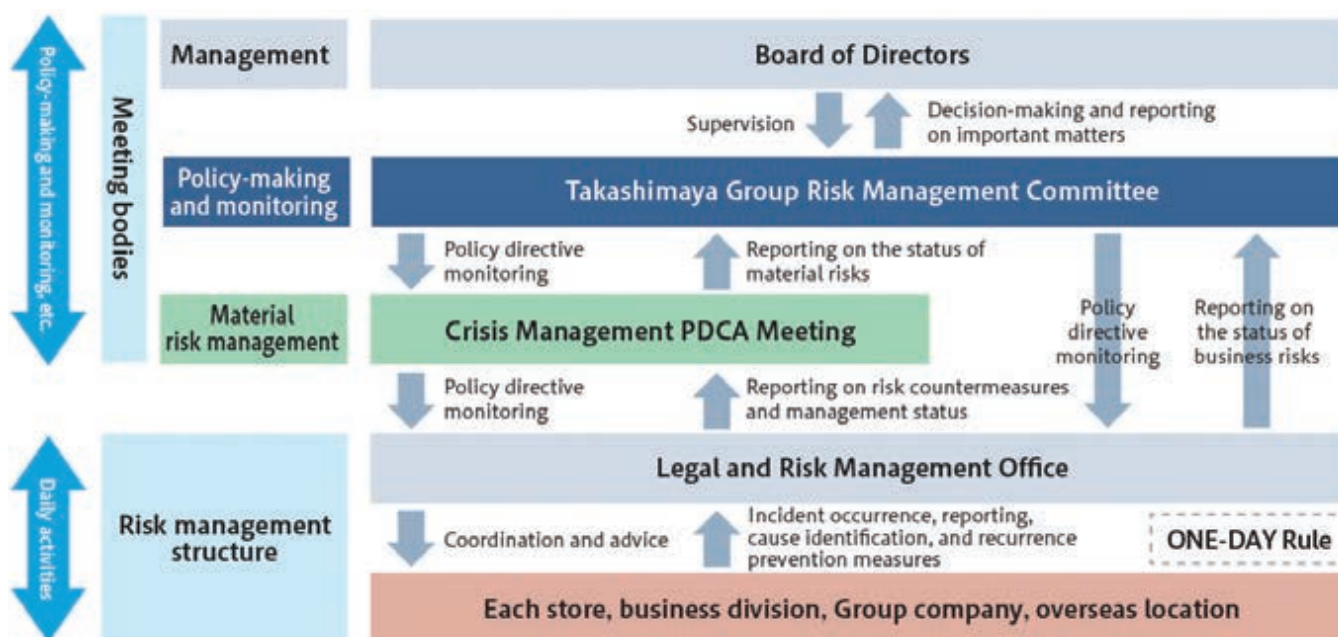 Policy-making and monitoring, etc.
Meeting bodies
Management
Board of Directors
Supervision
Decision-making and reporting
on important matters
Policy-making
and monitoring
Takashimaya Group Risk Management Committee
Policy directive
monitoring
Reporting on the status of
material risks
Policy
directive
monitoring
Reporting on
the status of
business risks
Material
risk management
Crisis Management PDCA Meeting
Policy directive
monitoring
Reporting on risk countermeasures
and management status
Daily activities
Risk management
structure
Legal and Risk Management Office
Coordination and advice
Incident occurrence, reporting,
cause identification, and recurrence
prevention measures
ONE-DAY Rule
Each store, business division, Group company, overseas location